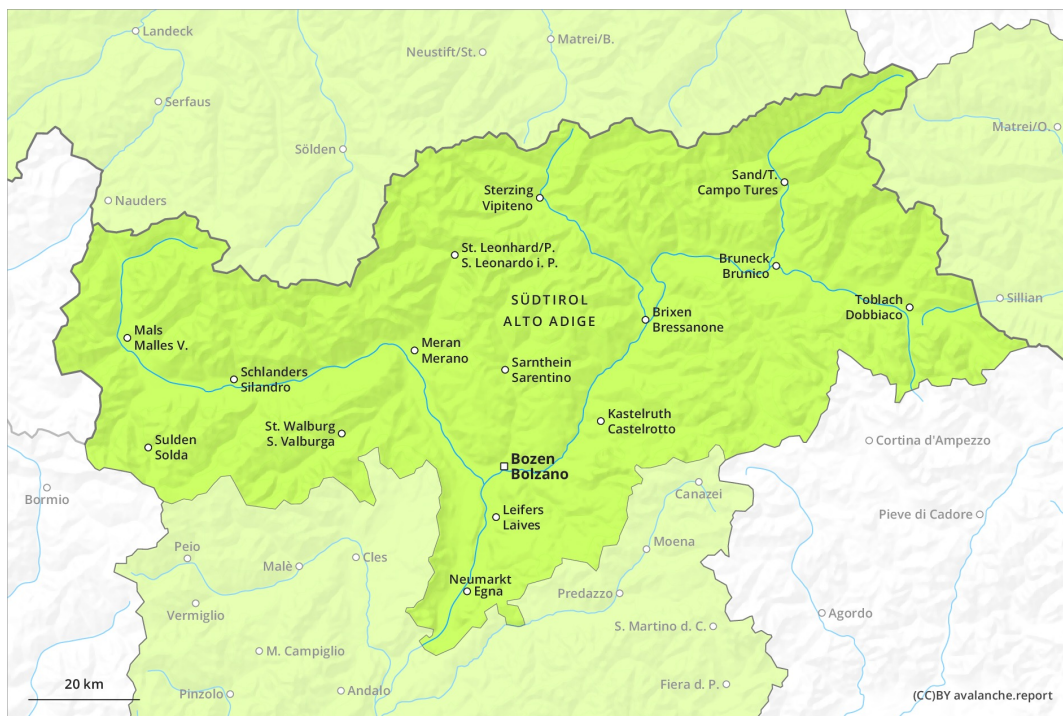 Landeck
Matrei/B.
Neustift/St.
Serfaus
Matrei/O.
Sölden
Sand/T.
Campo Tures
Sterzing
Vipiteno
Nauders
St. Leonhard/P.
S. Leonardo i. P.
Bruneck
Brunico
SÜDTIROL
ALTO ADIGE
Toblach
Dobbiaco
Sillian
Brixen
Bressanone
Mals
Malles V.
Meran
Merano
Sarnthein
Sarentino
Schlanders
Silandro
Kastelruth
Castelrotto
St. Walburg
S. Valburga
Sulden
Solda
Cortina d'Ampezzo
Bozen
Bolzano
Bormio
Canazei
Leifers
Laives
Pieve di Cadore
Moena
Peio
Cles
Malè
Neumarkt
Egna
Predazzo
Vermiglio
Agordo
S. Martino d. C.
M. Campiglio
20 km
Pinzolo
Andalo
Fiera d. P.
(CC)BY avalanche.report